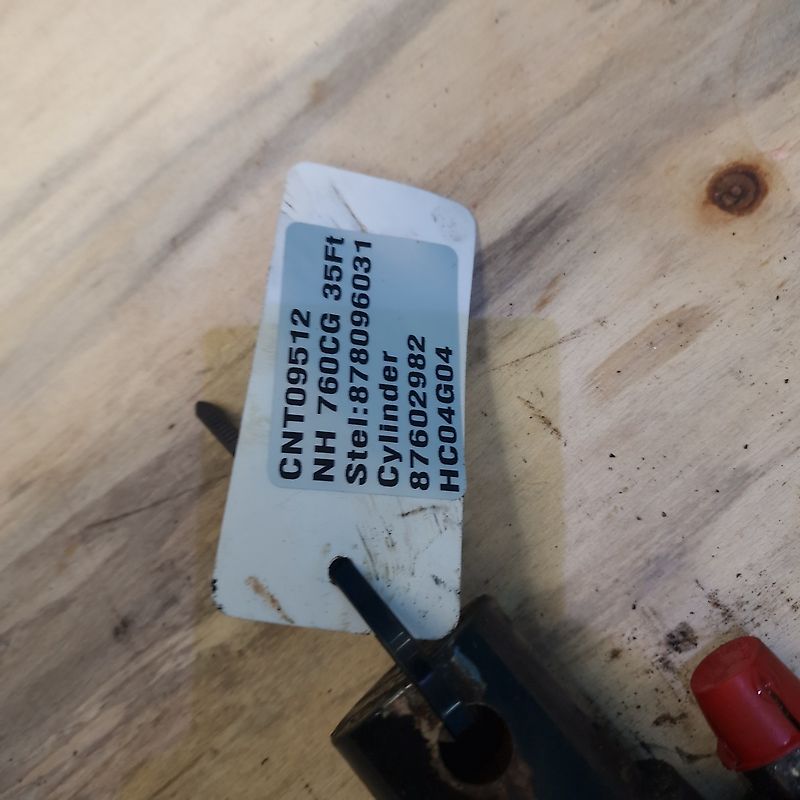 CNT09512
NH 760CG 35Ft
Stel:878096031
Cylinder
87602982
HC04G04